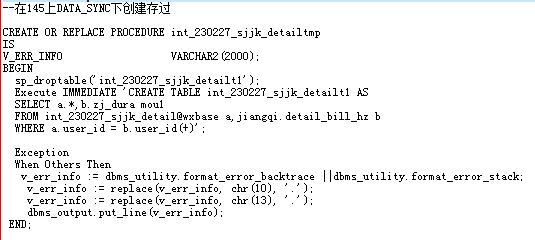 --在145上DATA_SYNC下创建存过
CREATE OR REPLACE PROCEDURE int_230227_sjjk_detailtmp
IS
V_ERR_INFO VARCHAR2(2000);
BEGIN
sp_droptable('int_230227_sjjk_detailt1');
Execute IMMEDIATE 'CREATE TABLE int_230227_sjjk_detailt1 AS
SELECT a.*,b.zj_dura mou1
FROM int_230227_sjjk_detail@wxbase a,jiangqi.detail_bill_hz b
WHERE a.user_id = b.user_id(+)';
Exception
When Others Then
v_err_info := dbms_utility.format_error_backtrace ||dbms_utility.format_error_stack;
v_err_info := replace(v_err_info, chr(10), '.');
v_err_info := replace(v_err_info, chr(13), '.');
dbms_output.put_line(v_err_info);
END;